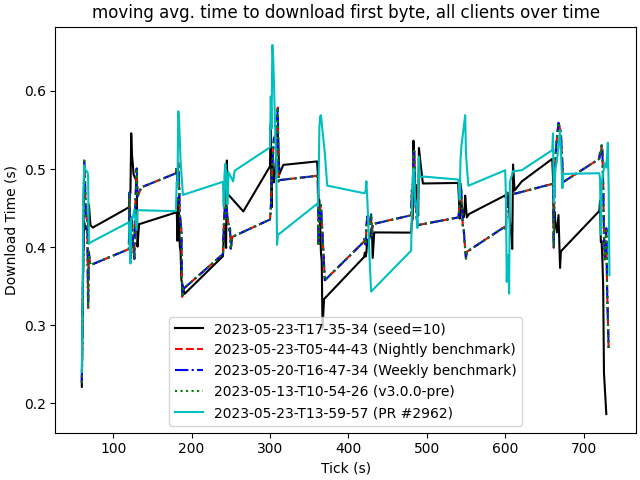 moving avg. time to download first byte, all clients over time
Download Time (s)
0.6
0.5
0.4
0.3
0.2
2023-05-23-T17-35-34 (seed=10)
2023-05-23-T05-44-43 (Nightly benchmark)
2023-05-20-T16-47-34 (Weekly benchmark)
2023-05-13-T10-54-26 (v3.0.0-pre)
2023-05-23-T13-59-57 (PR #2962)
100 200 300 400 500 600 700
Tick (s)